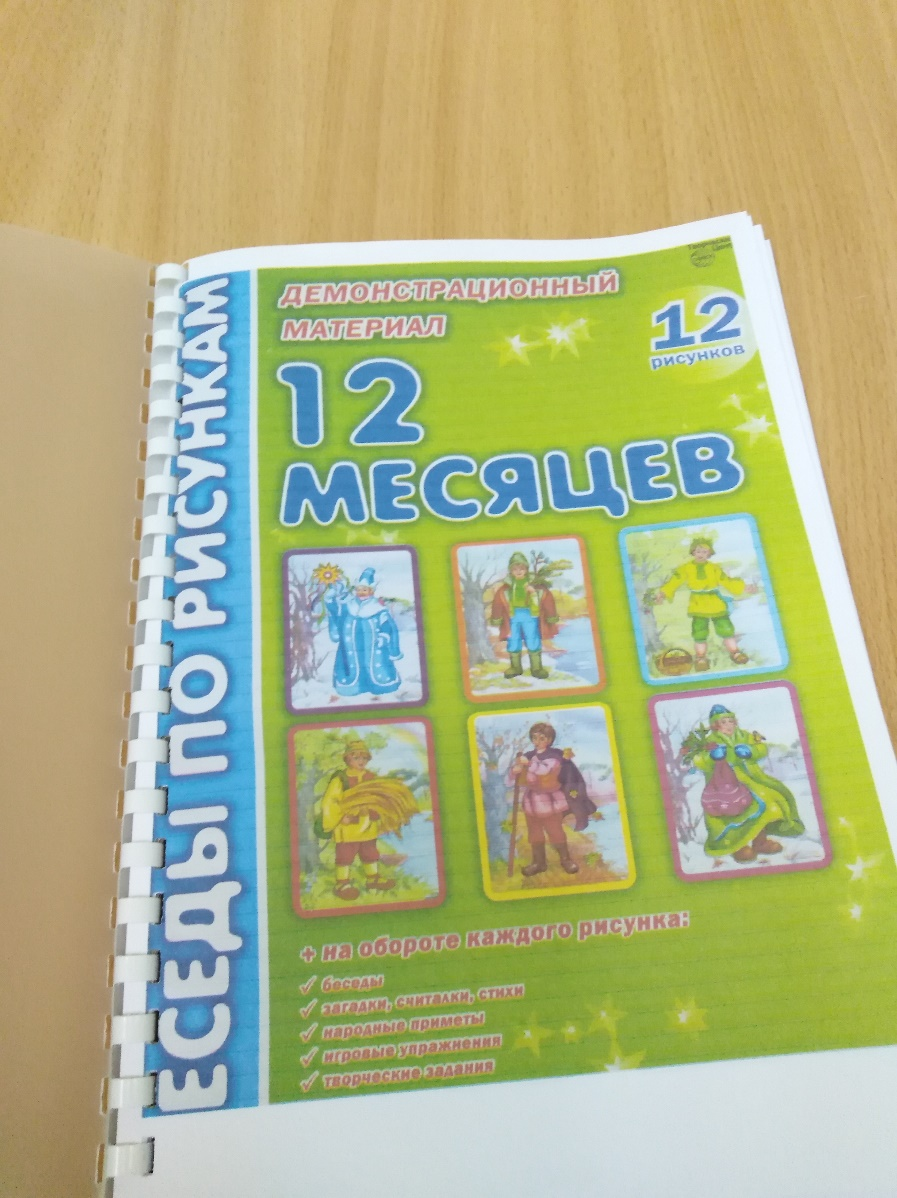 ЕСЕДЫ ПО РИСУНКАМ
ДЕМОНСТРАЦИОННЫЙ
МАТЕРИАЛ
12
рисунков
12
МЕСЯЦЕВ
+ на обороте каждого рисунка:
✓ беседы
✓ загадки, считалки, стихи
✓ народные приметы
✓ игровые упражнения
✓ творческие задания